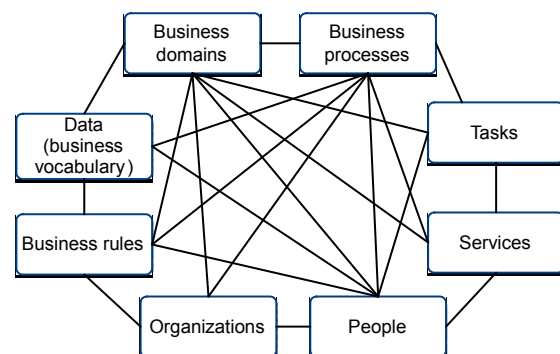 Business
domains
Business
processes
Data
(business
vocabulary)
Tasks
Business rules
Services
Organizations
People